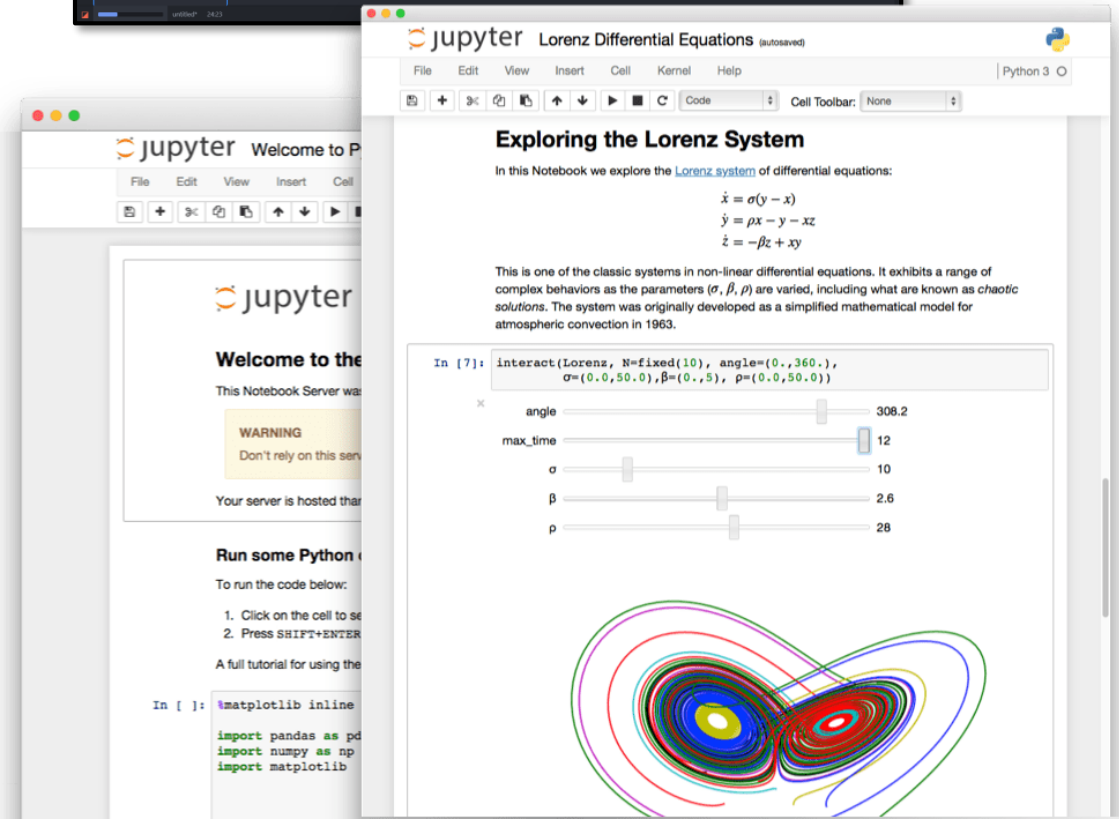 untitled* 24:23
jupyter Lorenz Differential Equations (autosaved)
File Edit View Insert Cell Kernel Help Python 3
Code Cell Toolbar: None
Exploring the Lorenz System
In this Notebook we explore the Lorenz system of differential equations:
ẋ = σ(y − x)
ẏ = ρx − y − xz
ż = −βz + xy
This is one of the classic systems in non-linear differential equations. It exhibits a range of
complex behaviors as the parameters (σ, β, ρ) are varied, including what are known as chaotic
solutions. The system was originally developed as a simplified mathematical model for
atmospheric convection in 1963.
In [7]: interact(Lorenz, N=fixed(10), angle=(0.,360.),
σ=(0.0,50.0),β=(0.,5), ρ=(0.0,50.0))
angle 308.2
max_time 12
σ 10
β 2.6
ρ 28
jupyter Welcome to P
File Edit View Insert Cell
jupyter
Welcome to the
This Notebook Server was
WARNING
Don't rely on this serv
Your server is hosted than
Run some Python
To run the code below:
1. Click on the cell to se
2. Press SHIFT+ENTER
A full tutorial for using the
In [ ]: %matplotlib inline
import pandas as pd
import numpy as np
import matplotlib